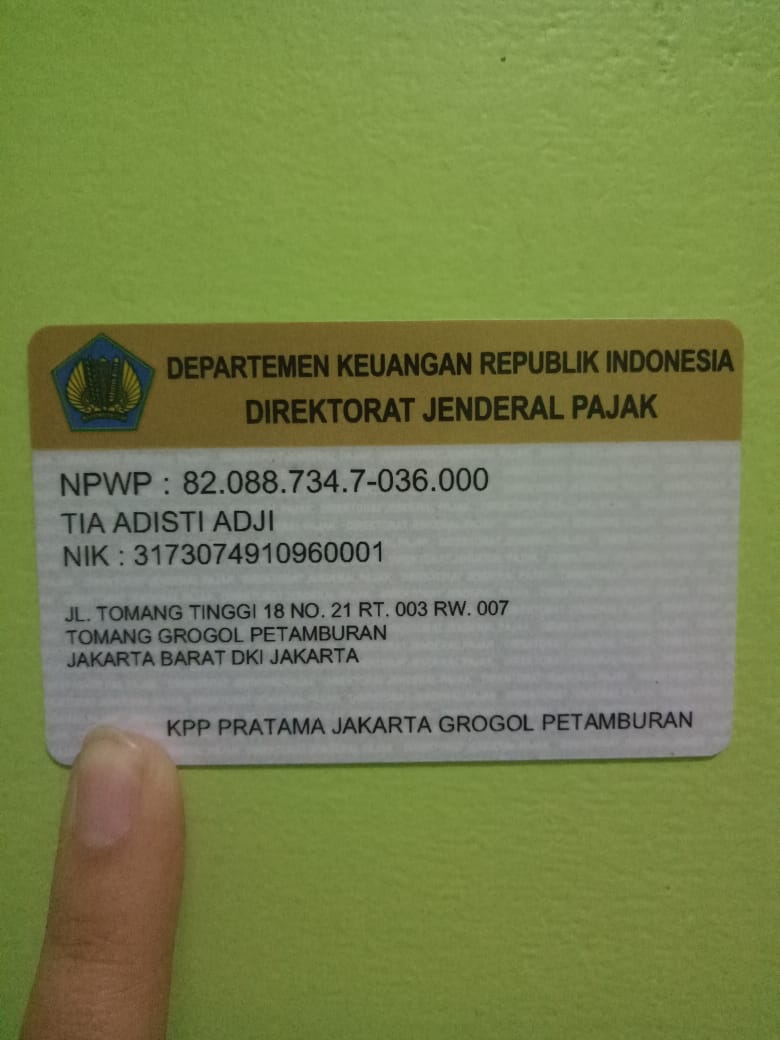 DEPARTEMEN KEUANGAN REPUBLIK INDONESIA
DIREKTORAT JENDERAL PAJAK
NPWP : 82.088.734.7-036.000
TIA ADISTI ADJI
NIK : 3173074910960001
JL. TOMANG TINGGI 18 NO. 21 RT. 003 RW. 007
TOMANG GROGOL PETAMBURAN
JAKARTA BARAT DKI JAKARTA
KPP PRATAMA JAKARTA GROGOL PETAMBURAN